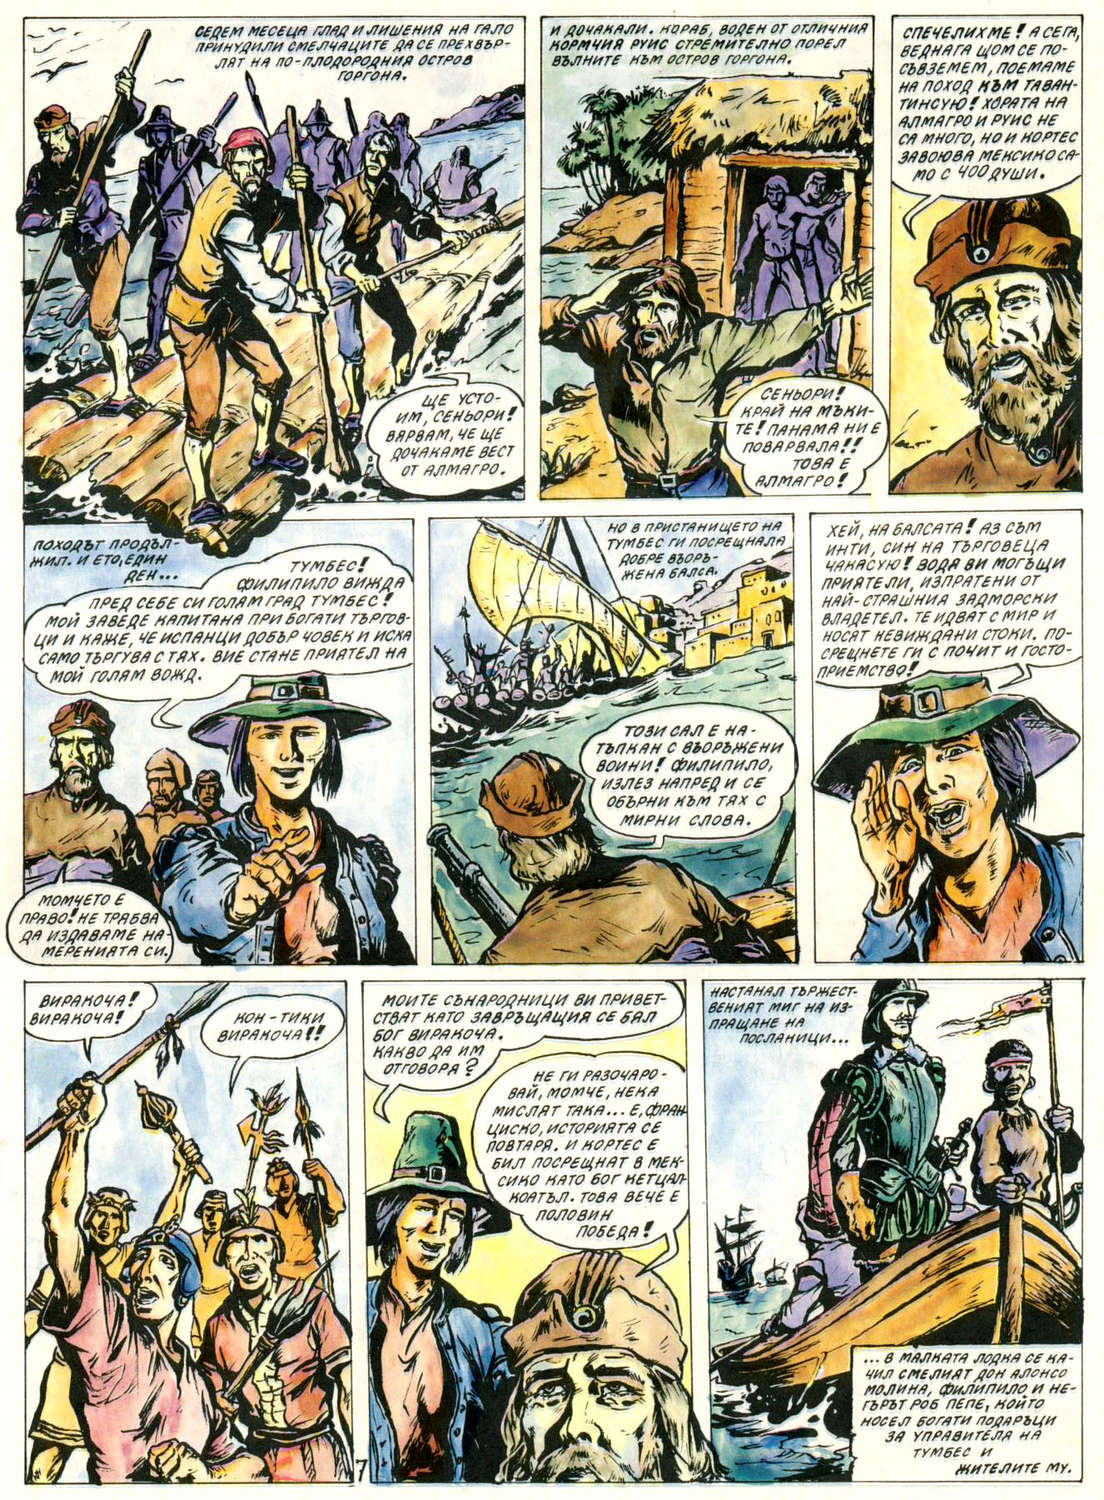 СЕДЕМ МЕСЕЦА ГЛАД И ЛИШЕНИЯ НА ГАЛО
ПРИНУДИЛИ СМЕЛЧАЦИТЕ ДА СЕ ПРЕХВЪР-
ЛЯТ НА ПО-ПЛОДОРОДНИЯ ОСТРОВ
ГОРГОНА.
ЩЕ УСТО-
ИМ, СЕНЬОРИ!
ВЯРВАМ, ЧЕ ЩЕ
ДОЧАКАМЕ ВЕСТ
ОТ АЛМАГРО.
И ДОЧАКАЛИ. КОРАБ, ВОДЕН ОТ ОТЛИЧНИЯ
КОРМЧИЯ РУИС СТРЕМИТЕЛНО ПОРЕЛ
ВЪЛНИТЕ КЪМ ОСТРОВ ГОРГОНА.
СЕНЬОРИ!
КРАЙ НА МЪКИ-
ТЕ! ПАНАМА НИ Е
ПОВЯРВАЛА!!
ТОВА Е
АЛМАГРО!
СПЕЧЕЛИХМЕ! А СЕГА,
ВЕДНАГА ЩОМ СЕ ПО-
СЪВЗЕМЕМ, ПОЕМАМЕ
НА ПОХОД КЪМ ТАВАН-
ТИНСУЮ! ХОРАТА НА
АЛМАГРО И РУИС НЕ
СА МНОГО, НО И КОРТЕС
ЗАВОЮВА МЕКСИКО СА-
МО С 400 ДУШИ.
ПОХОДЪТ ПРОДЪЛ-
ЖИЛ. И ЕТО, ЕДИН
ДЕН...
ТУМБЕС!
ФИЛИПИЛО ВИЖДА
ПРЕД СЕБЕ СИ ГОЛАМ ГРАД ТУМБЕС!
МОЙ ЗАВЕДЕ КАПИТАНА ПРИ БОГАТИ ТЪРГОВ-
ЦИ И КАЖЕ, ЧЕ ИСПАНЦИ ДОБЪР ЧОВЕК И ИСКА
САМО ТЪРГУВА С ТЯХ. ВИЕ СТАНЕ ПРИЯТЕЛ НА
МОЙ ГОЛАМ ВОЖД.
МОМЧЕТО Е
ПРАВО! НЕ ТРЯБВА
ДА ИЗДАВАМЕ НА-
МЕРЕНИЯТА СИ.
НО В ПРИСТАНИЩЕТО НА
ТУМБЕС ГИ ПОСРЕЩНАЛА
ДОБРЕ ВЪОРЪ-
ЖЕНА БАЛСА.
ТОЗИ САЛ Е НА-
ТЪПКАН С ВЪОРЪЖЕНИ
ВОИНИ! ФИЛИПИЛО,
ИЗЛЕЗ НАПРЕД И СЕ
ОБЪРНИ КЪМ ТЯХ С
МИРНИ СЛОВА.
ХЕЙ, НА БАЛСАТА! АЗ СЪМ
ИНТИ, СИН НА ТЪРГОВЕЦА
ЧАКАСУЮ! ВОДЯ ВИ МОГЪЩИ
ПРИЯТЕЛИ, ИЗПРАТЕНИ ОТ
НАЙ-СТРАШНИЯ ЗАДМОРСКИ
ВЛАДЕТЕЛ. ТЕ ИДВАТ С МИР И
НОСЯТ НЕВИЖДАНИ СТОКИ. ПО-
СРЕЩНЕТЕ ГИ С ПОЧИТ И ГОСТО-
ПРИЕМСТВО!
ВИРАКОЧА!
ВИРАКОЧА!
КОН-ТИКИ
ВИРАКОЧА!!
МОИТЕ СЪНАРОДНИЦИ ВИ ПРИВЕТ-
СТВАТ КАТО ЗАВРЪЩАЩИЯ СЕ БЯЛ
БОГ ВИРАКОЧА.
КАКВО ДА ИМ
ОТГОВОРЯ?
НЕ ГИ РАЗОЧАРО-
ВАЙ, МОМЧЕ, НЕКА
МИСЛЯТ ТАКА... Е, ФРАН-
ЦИСКО, ИСТОРИЯТА СЕ
ПОВТАРЯ. И КОРТЕС Е
БИЛ ПОСРЕЩНАТ В МЕК-
СИКО КАТО БОГ КЕТЦАЛ-
КОАТЪЛ. ТОВА ВЕЧЕ Е
ПОЛОВИН
ПОБЕДА!
НАСТАНАЛ ТЪРЖЕСТ-
ВЕНИЯТ МИГ НА ИЗ-
ПРАЩАНЕ НА
ПОСЛАНИЦИ...
... В МАЛКАТА ЛОДКА СЕ КА-
ЧИЛ СМЕЛИЯТ ДОН АЛОНСО
МОЛИНА, ФИЛИПИЛО И НЕ-
ГЪРЪТ РОБ ПЕПЕ, КОЙТО
НОСЕЛ БОГАТИ ПОДАРЪЦИ
ЗА УПРАВИТЕЛЯ НА
ТУМБЕС И
ЖИТЕЛИТЕ МУ.
7